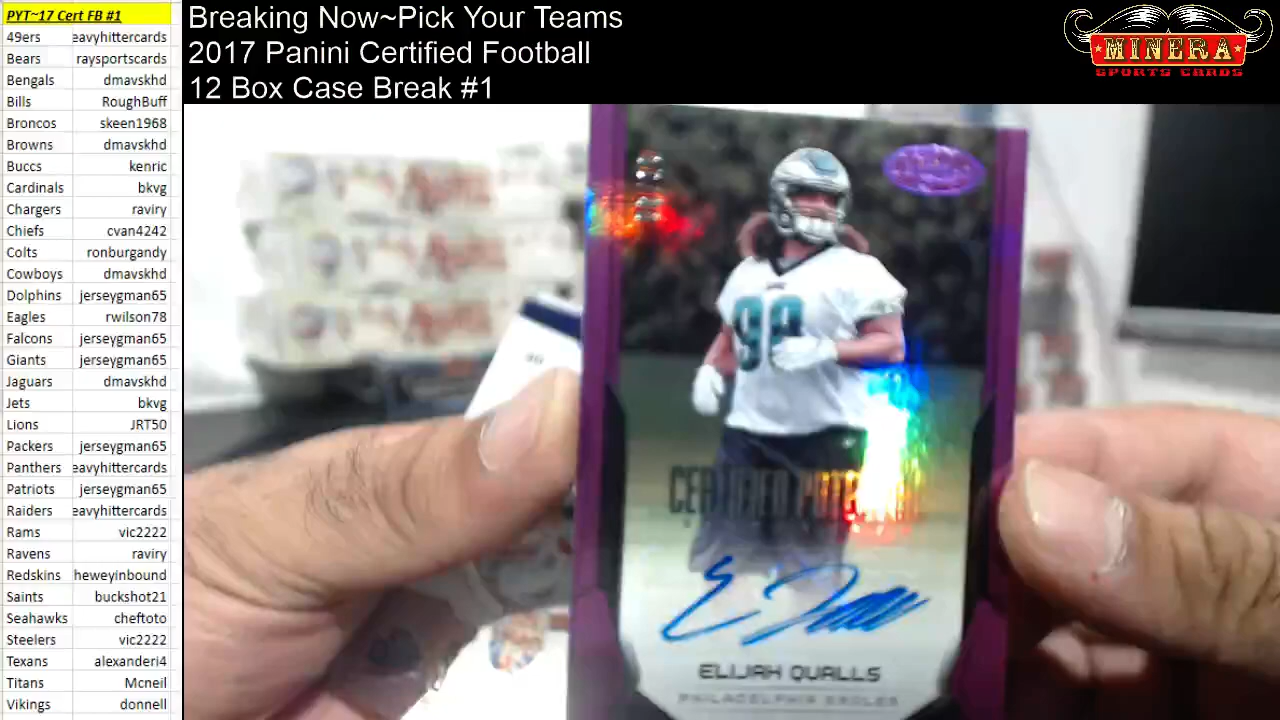 PYT~17 Cert FB #1
49ers eavyhittercards
Bears raysportscards
Bengals dmavskhd
Bills RoughBuff
Broncos skeen1968
Browns dmavskhd
Buccs kenric
Cardinals bkvg
Chargers raviry
Chiefs cvan4242
Colts ronburgandy
Cowboys dmavskhd
Dolphins jerseygman65
Eagles rwilson78
Falcons jerseygman65
Giants jerseygman65
Jaguars dmavskhd
Jets bkvg
Lions JRT50
Packers jerseygman65
Panthers eavyhittercards
Patriots jerseygman65
Raiders eavyhittercards
Rams vic2222
Ravens raviry
Redskins heweyinbound
Saints buckshot21
Seahawks cheftoto
Steelers vic2222
Texans alexanderi4
Titans Mcneil
Vikings donnell
Breaking Now~Pick Your Teams
2017 Panini Certified Football
12 Box Case Break #1
MINERA
SPORTS CARDS
98
CERTIFIED POTENTIAL
ELIJAH QUALLS
PHILADELPHIA EAGLES